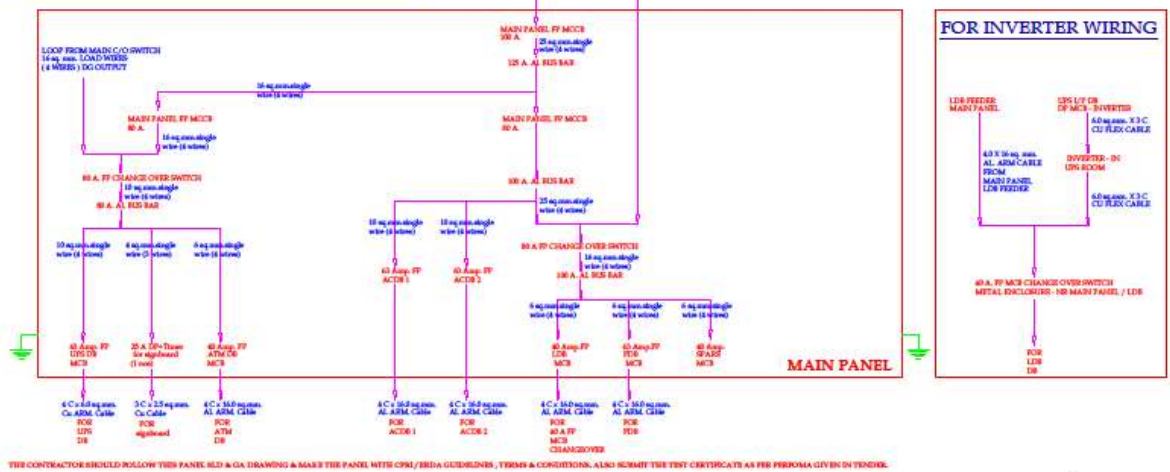 LOOP FROM MAIN C/O SWITCH
16 sq. mm. LOAD WIRES
( 4 WIRES ) DG OUTPUT
MAIN PANEL FP MCCB
100 A.
25 sq.mm.single
wire (4 wires)
125 A. AL BUS BAR
16 sq.mm.single
wire (4 wires)
MAIN PANEL FP MCCB
80 A.
16 sq.mm.single
wire (4 wires)
MAIN PANEL FP MCCB
80 A.
80 A. FP CHANGE OVER SWITCH
10 sq.mm.single
wire (4 wires)
80 A. AL BUS BAR
100 A. AL BUS BAR
25 sq.mm.single
wire (4 wires)
10 sq.mm.single
wire (4 wires)
10 sq.mm.single
wire (4 wires)
10 sq.mm.single
wire (4 wires)
4 sq.mm.single
wire (3 wires)
6 sq.mm.single
wire (4 wires)
80 A FP CHANGE OVER SWITCH
16 sq.mm.single
wire (4 wires)
100 A. AL BUS BAR
63 Amp. FP
ACDB 1
63 Amp. FP
ACDB 2
6 sq.mm.single
wire (4 wires)
6 sq.mm.single
wire (4 wires)
6 sq.mm.single
wire (4 wires)
63 Amp. FP
UPS DB
MCB
25 A DP+Timer
for signboard
(1 nos)
40 Amp. FP
ATM DB
MCB
40 Amp.FP
LDB
MCB
63 Amp.FP
PDB
MCB
40 Amp.
SPARE
MCB
MAIN PANEL
4 C x 6.0 sq.mm.
Cu ARM. Cable
FOR
UPS
DB
3 C x 2.5 sq.mm.
Cu Cable
FOR
signboard
4 C x 16.0 sq.mm.
AL ARM. Cable
FOR
ATM
DB
4 C x 16.0 sq.mm.
AL ARM. Cable
FOR
ACDB 1
4 C x 16.0 sq.mm.
AL ARM. Cable
FOR
ACDB 2
4 C x 16.0 sq.mm.
AL ARM. Cable
FOR
40 A FP
MCB
CHANGEOVER
4 C x 16.0 sq.mm.
AL ARM. Cable
FOR
PDB
FOR INVERTER WIRING
LDB FEEDER
MAIN PANEL
UPS I/P DB
DP MCB - INVERTER
6.0 sq.mm. X 3 C
CU FLEX CABLE
4.0 X 16 sq. mm.
AL. ARM CABLE
FROM
MAIN PANEL
LDB FEEDER
INVERTER - IN
UPS ROOM
6.0 sq.mm. X 3 C
CU FLEX CABLE
40 A. FP MCB CHANGE OVER SWITCH
METAL ENCLOSURE - NR MAIN PANEL / LDB
FOR
LDB
DB
THE CONTRACTOR SHOULD FOLLOW THIS PANEL SLD & GA DRAWING & MAKE THE PANEL WITH CPRI / ERDA GUIDELINES , TERMS & CONDITIONS. ALSO SUBMIT THE TEST CERTIFICATE AS PER PERFOMA GIVEN IN TENDER.